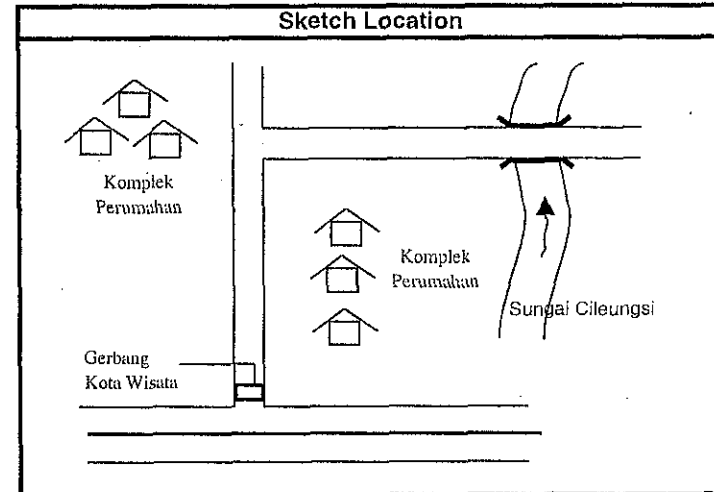 Sketch Location
Komplek
Perumahan
Komplek
Perumahan
Sungai Cileungsi
Gerbang
Kota Wisata